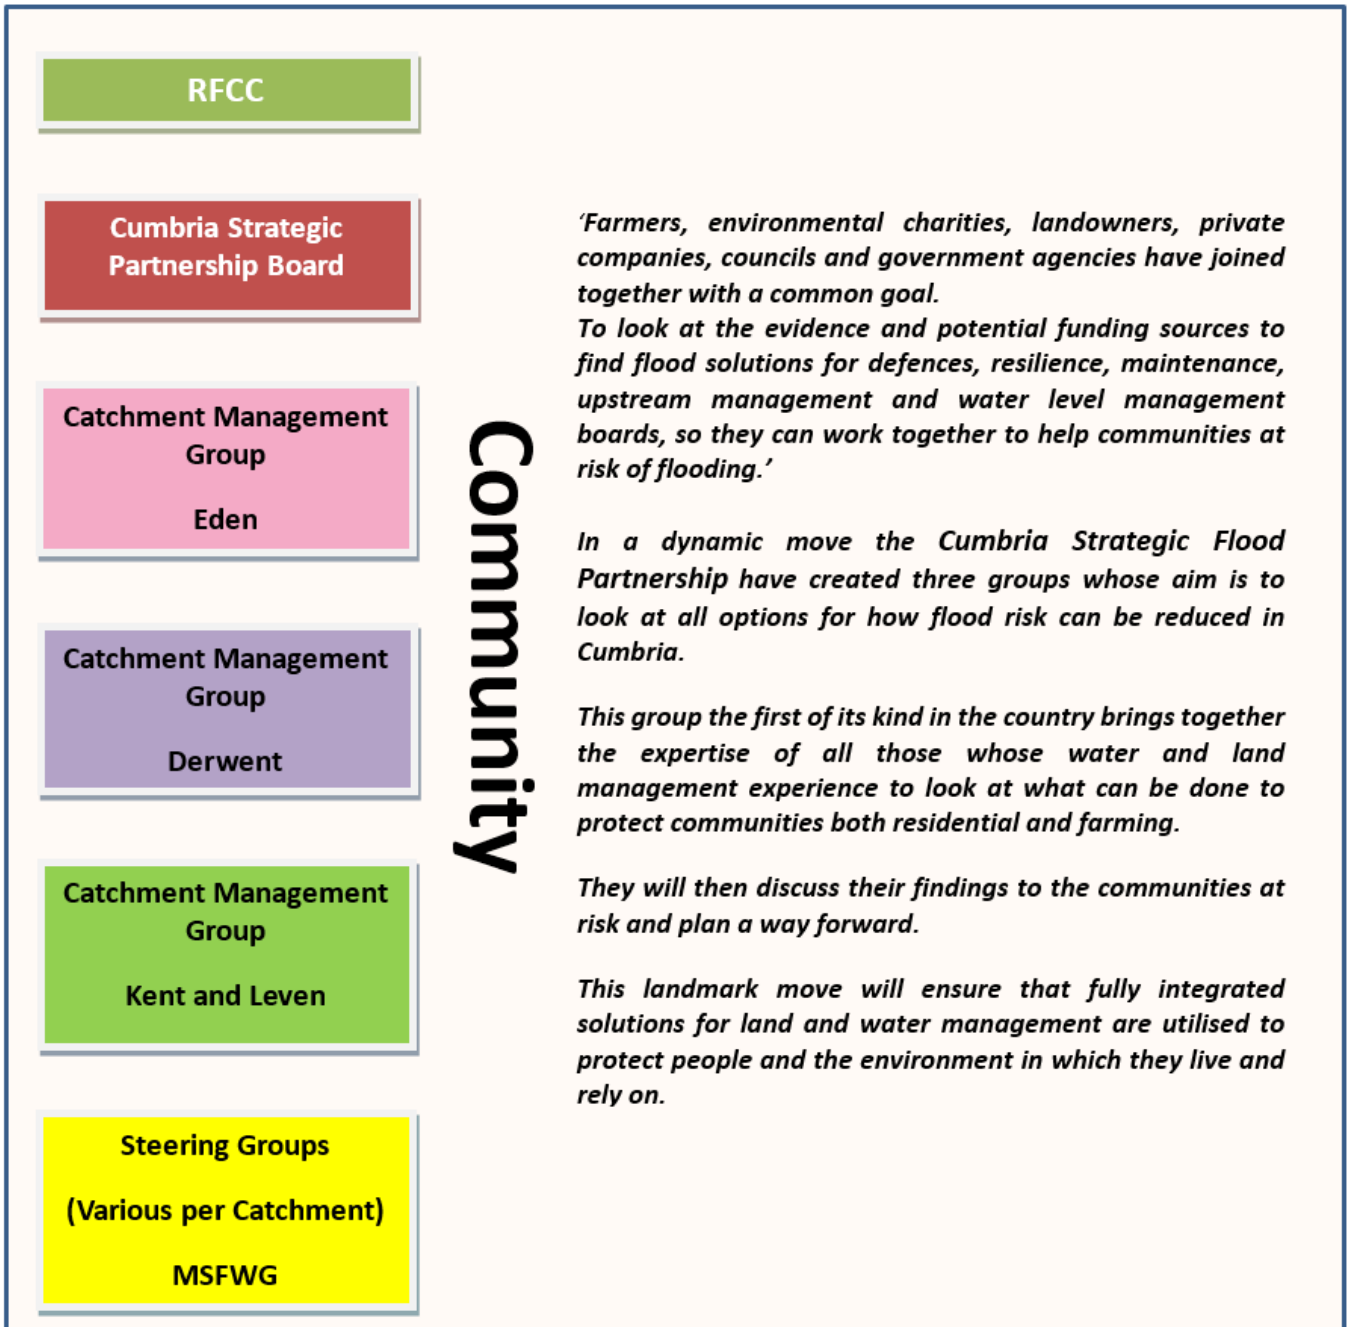 RFCC
Cumbria Strategic
Partnership Board
Catchment Management
Group
Eden
Catchment Management
Group
Derwent
Catchment Management
Group
Kent and Leven
Steering Groups
(Various per Catchment)
MSFWG
Community
‘Farmers, environmental charities, landowners, private
companies, councils and government agencies have joined
together with a common goal.
To look at the evidence and potential funding sources to
find flood solutions for defences, resilience, maintenance,
upstream management and water level management
boards, so they can work together to help communities at
risk of flooding.’
In a dynamic move the Cumbria Strategic Flood
Partnership have created three groups whose aim is to
look at all options for how flood risk can be reduced in
Cumbria.
This group the first of its kind in the country brings together
the expertise of all those whose water and land
management experience to look at what can be done to
protect communities both residential and farming.
They will then discuss their findings to the communities at
risk and plan a way forward.
This landmark move will ensure that fully integrated
solutions for land and water management are utilised to
protect people and the environment in which they live and
rely on.